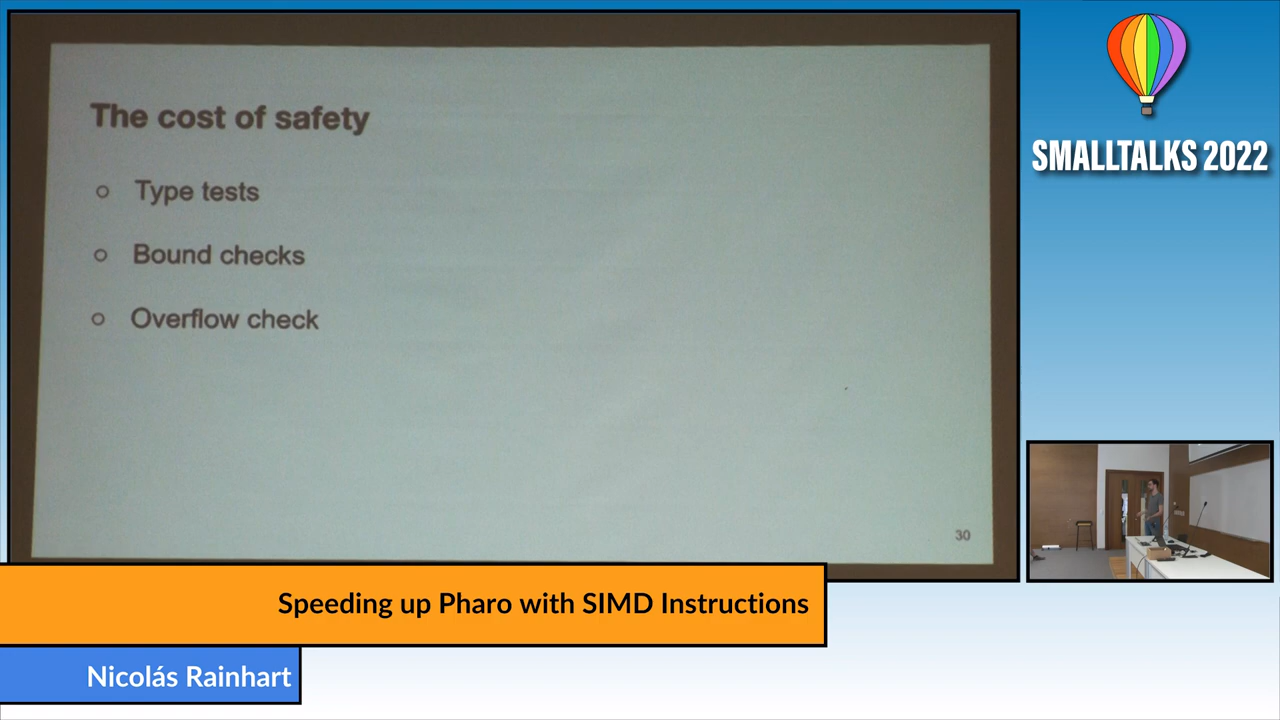 The cost of safety
Type tests
Bound checks
Overflow check
30
SMALLTALKS 2022
Speeding up Pharo with SIMD Instructions
Nicolás Rainhart